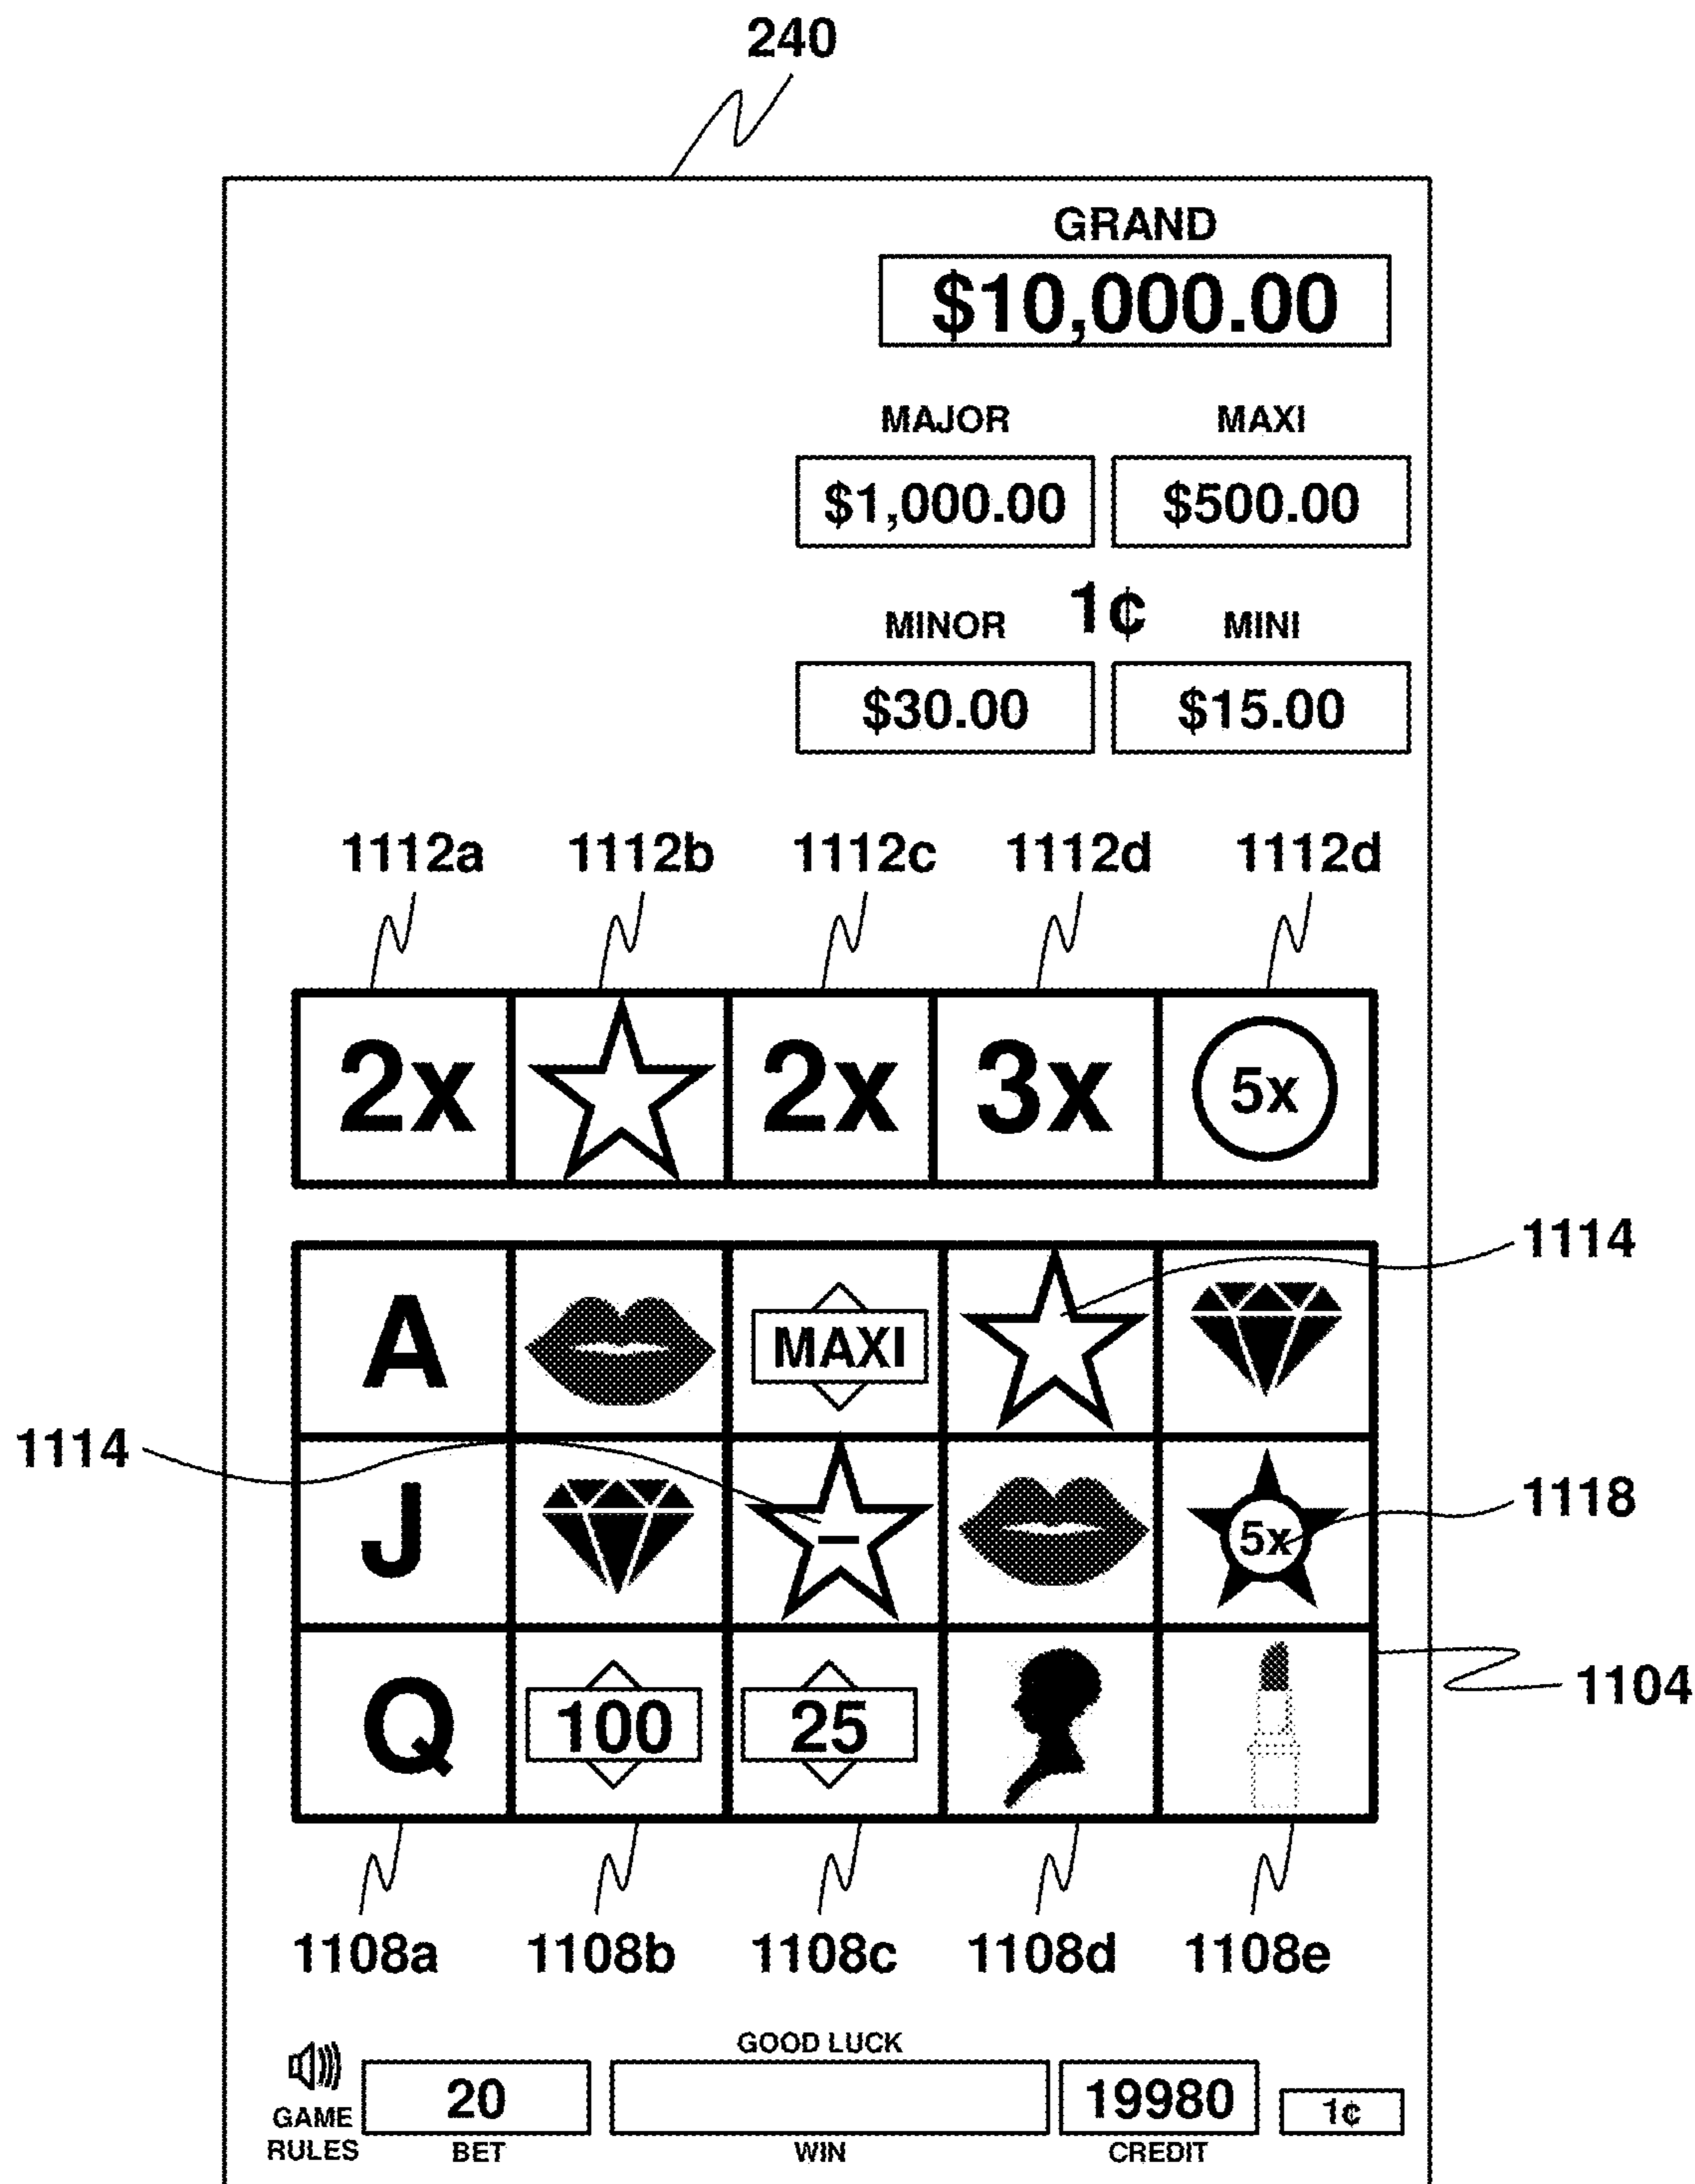 240
GRAND
$10,000.00
MAJOR MAXI
$1,000.00 $500.00
1¢
MINOR MINI
$30.00 $15.00
1112a 1112b 1112c 1112d 1112d
2x 2x 3x 5x
1114
A MAXI
1114
J 5x
1118
Q 100 25
1104
1108a 1108b 1108c 1108d 1108e
GOOD LUCK
20 19980 1¢
GAME
RULES BET WIN CREDIT